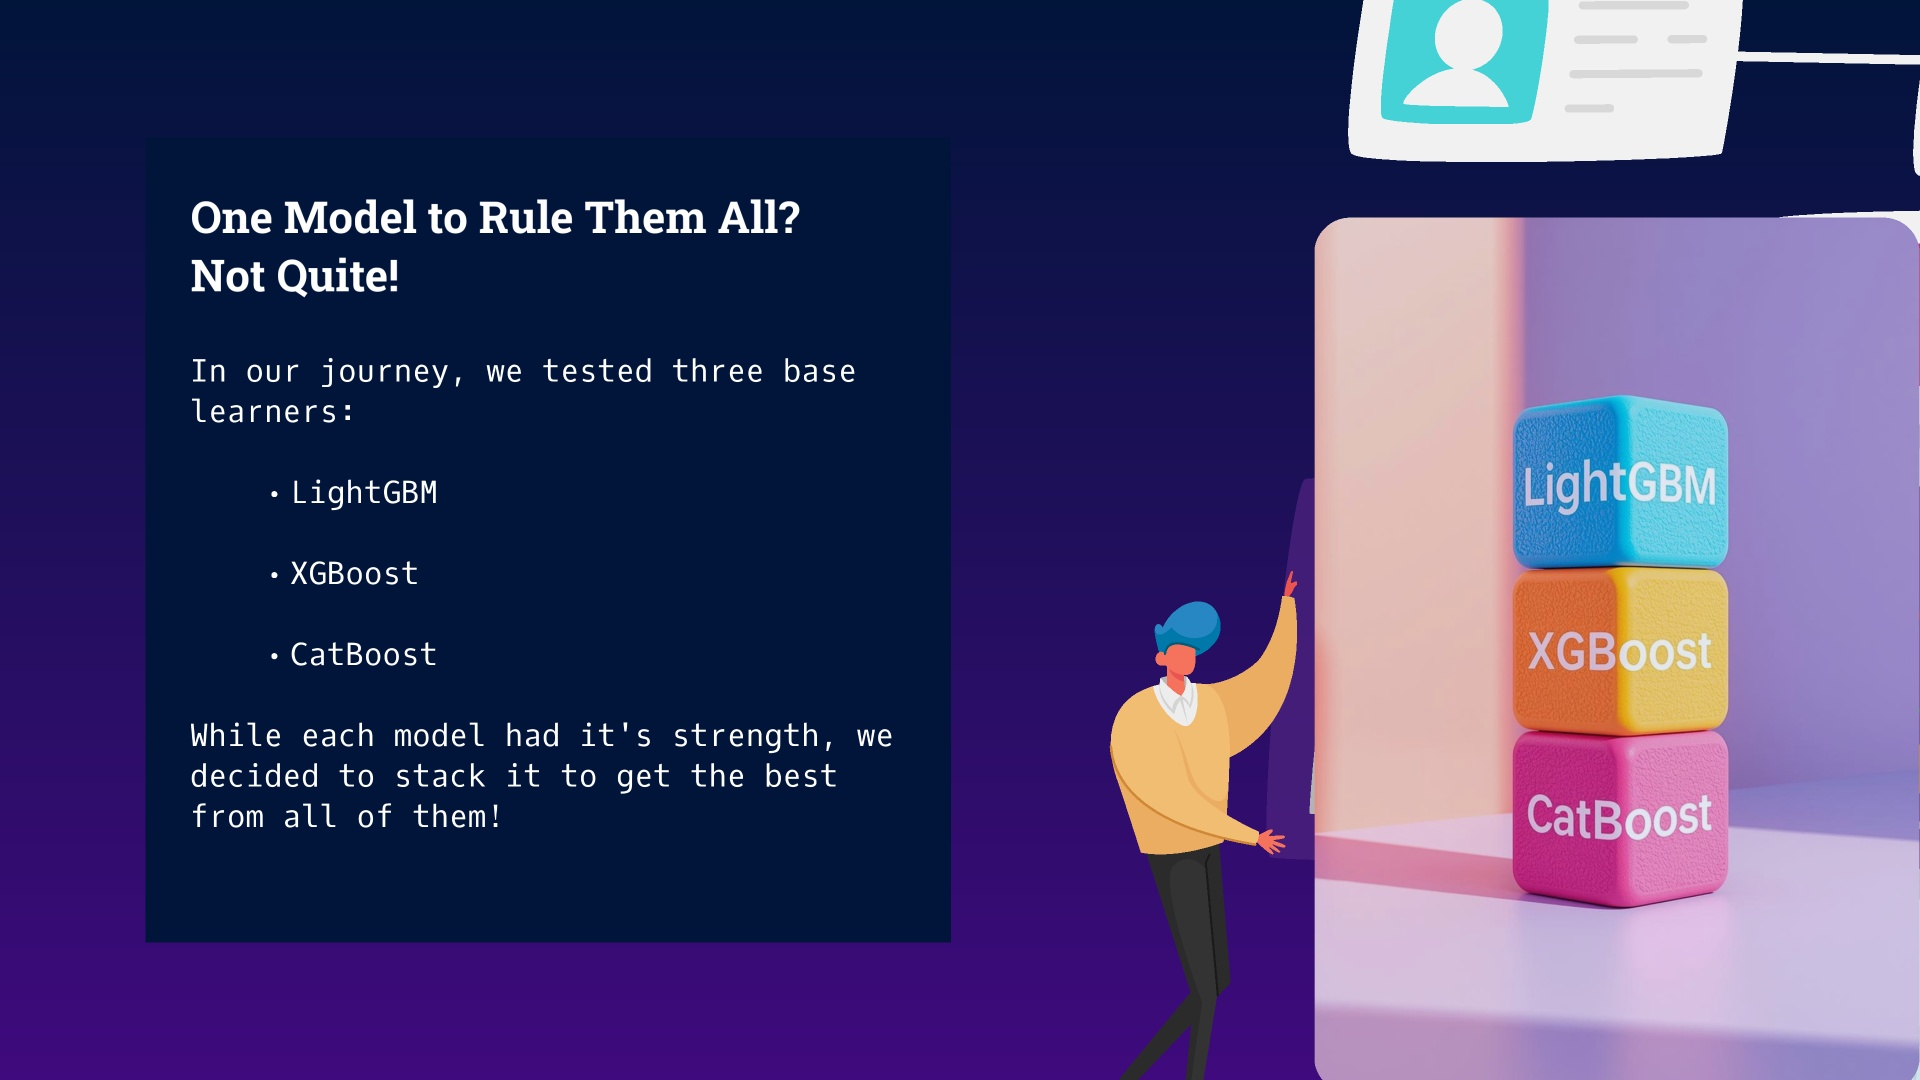 One Model to Rule Them All?
Not Quite!
In our journey, we tested three base
learners:
• LightGBM
• XGBoost
• CatBoost
While each model had it's strength, we
decided to stack it to get the best
from all of them!
LightGBM
XGBoost
CatBoost